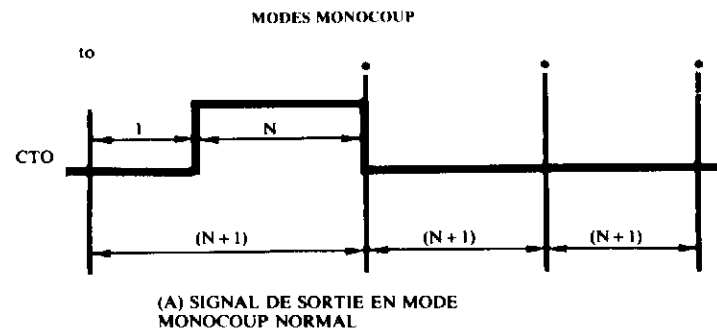 MODES MONOCOUP
to
1
N
CTO
(N + 1)
(N + 1)
(N + 1)
(A) SIGNAL DE SORTIE EN MODE
MONOCOUP NORMAL